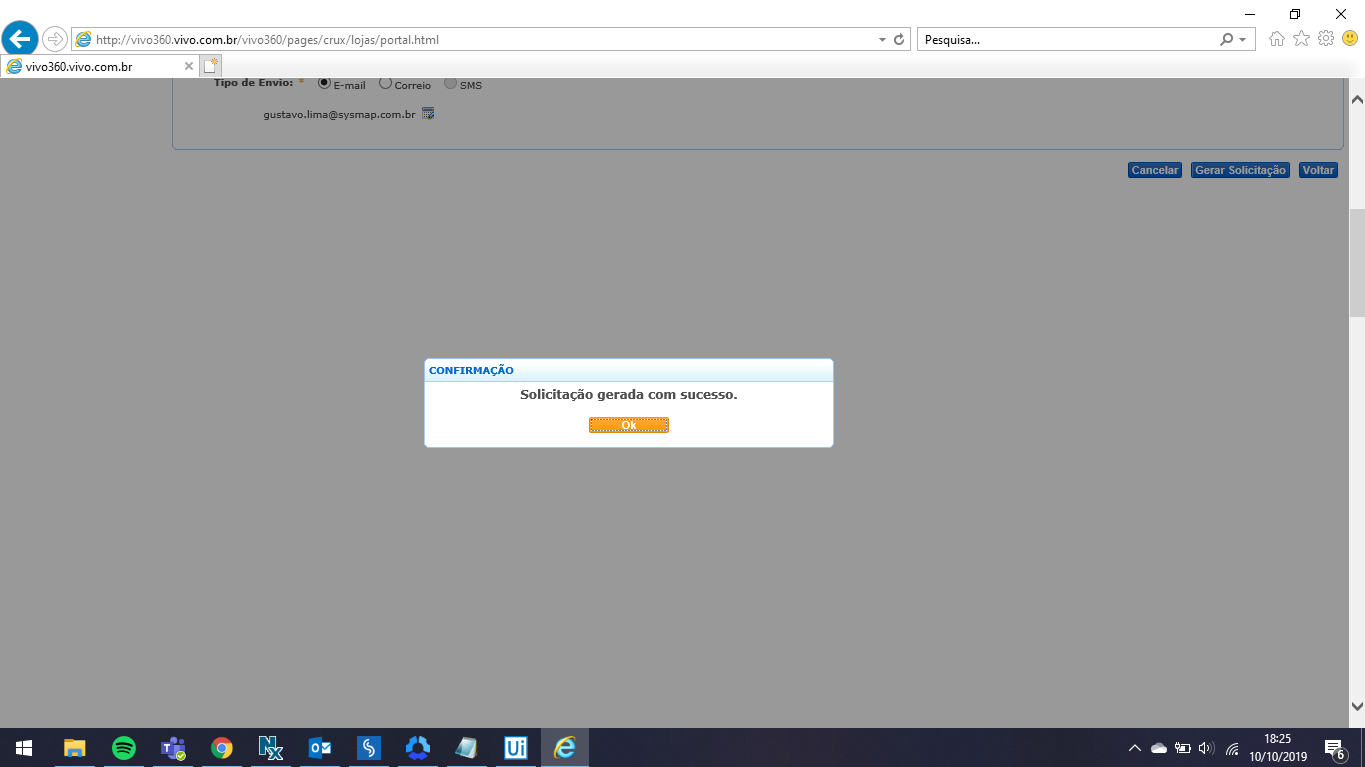 http://vivo360.vivo.com.br/vivo360/pages/crux/lojas/portal.html
Pesquisa...
vivo360.vivo.com.br
Tipo de Envio: * E-mail Correio SMS
gustavo.lima@sysmap.com.br
Cancelar Gerar Solicitação Voltar
CONFIRMAÇÃO
Solicitação gerada com sucesso.
Ok
18:25
10/10/2019
6